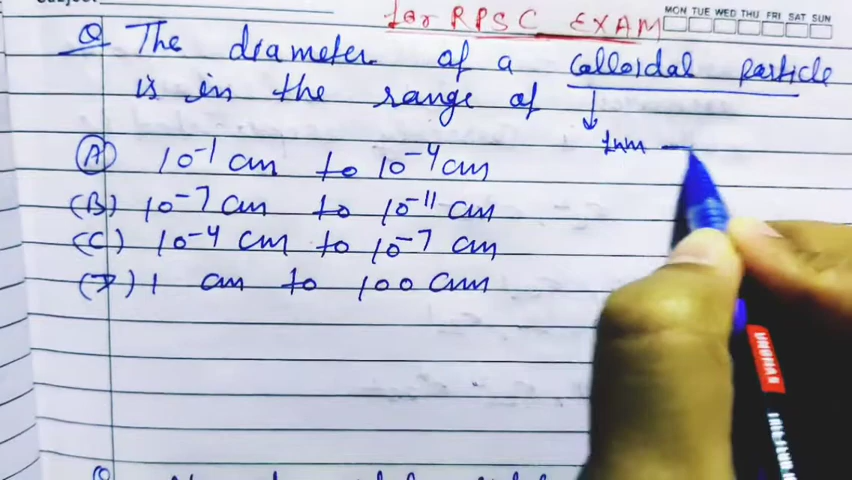 for RPSC EXAM
MON TUE WED THU FRI SAT SUN
Q The diameter of a colloidal particle
is in the range of
1nm —
(A) 10⁻¹ cm to 10⁻⁴ cm
(B) 10⁻⁷ cm to 10⁻¹¹ cm
(C) 10⁻⁴ cm to 10⁻⁷ cm
1 cm to 100 cm
Q